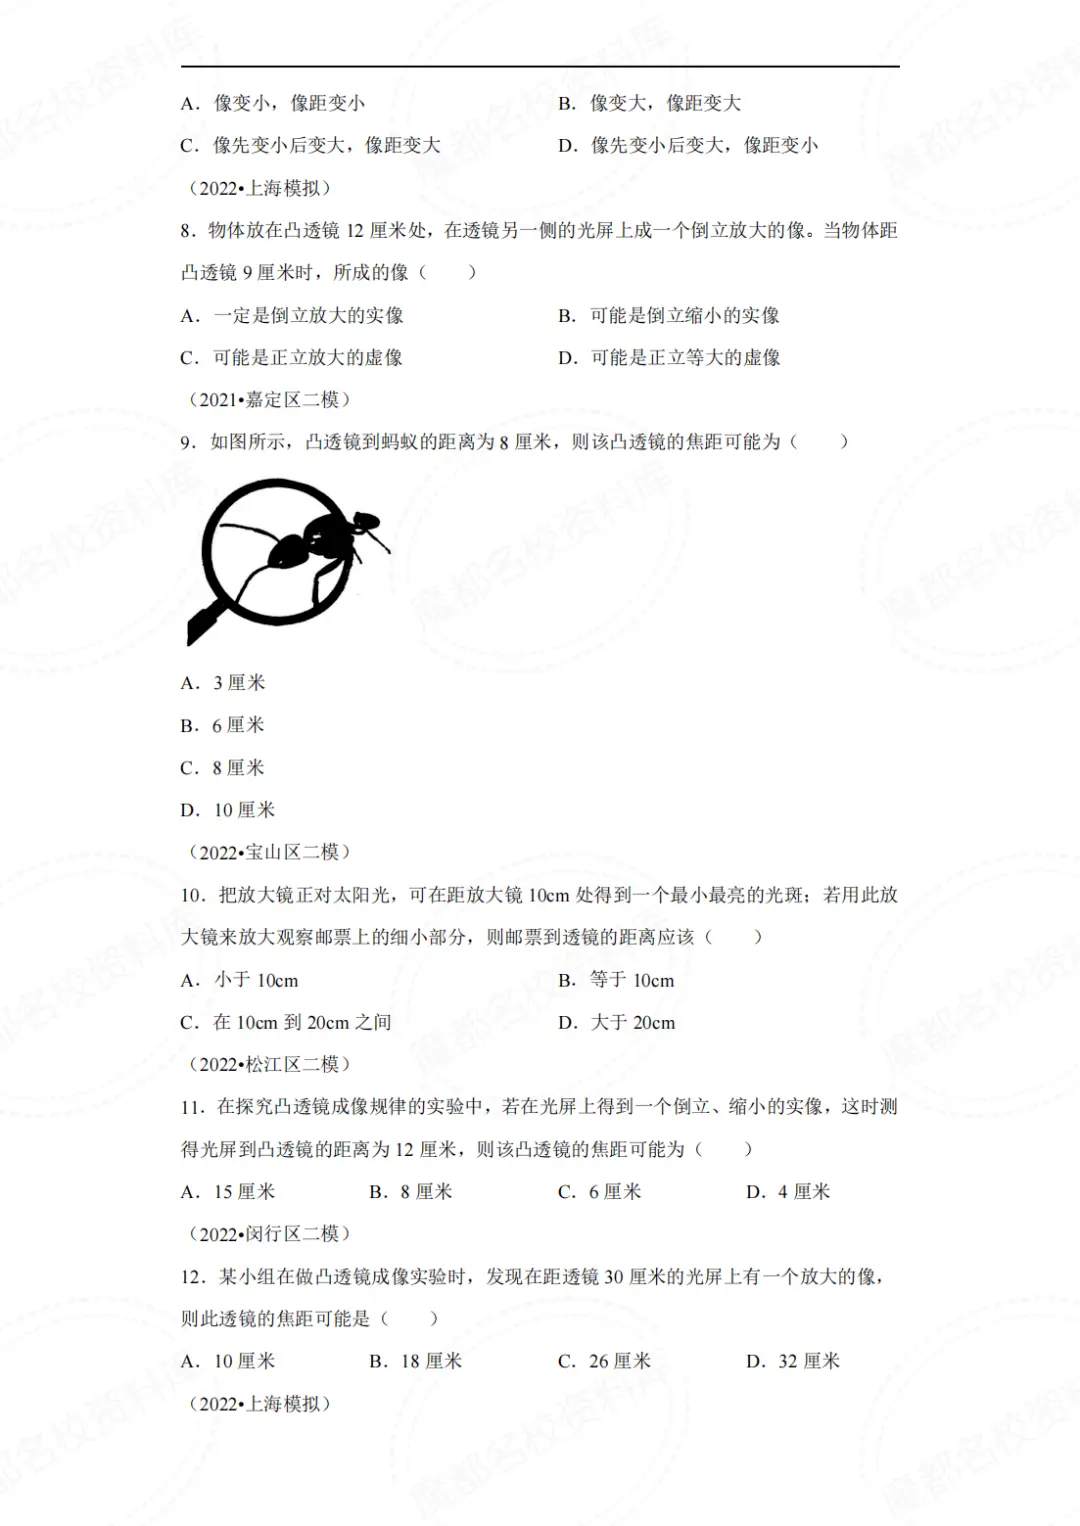 A．像变小，像距变小 B．像变大，像距变大
C．像先变小后变大，像距变大 D．像先变小后变大，像距变小
（2022•上海模拟）
8．物体放在凸透镜 12 厘米处，在透镜另一侧的光屏上成一个倒立放大的像。当物体距
凸透镜 9 厘米时，所成的像（　　）
A．一定是倒立放大的实像 B．可能是倒立缩小的实像
C．可能是正立放大的虚像 D．可能是正立等大的虚像
（2021•嘉定区二模）
9．如图所示，凸透镜到蚂蚁的距离为 8 厘米，则该凸透镜的焦距可能为（　　）
A．3 厘米
B．6 厘米
C．8 厘米
D．10 厘米
（2022•宝山区二模）
10．把放大镜正对太阳光，可在距放大镜 10cm 处得到一个最小最亮的光斑；若用此放
大镜来放大观察邮票上的细小部分，则邮票到透镜的距离应该（　　）
A．小于 10cm B．等于 10cm
C．在 10cm 到 20cm 之间 D．大于 20cm
（2022•松江区二模）
11．在探究凸透镜成像规律的实验中，若在光屏上得到一个倒立、缩小的实像，这时测
得光屏到凸透镜的距离为 12 厘米，则该凸透镜的焦距可能为（　　）
A．15 厘米 B．8 厘米 C．6 厘米 D．4 厘米
（2022•闵行区二模）
12．某小组在做凸透镜成像实验时，发现在距透镜 30 厘米的光屏上有一个放大的像，
则此透镜的焦距可能是（　　）
A．10 厘米 B．18 厘米 C．26 厘米 D．32 厘米
（2022•上海模拟）
魔都名校资料库